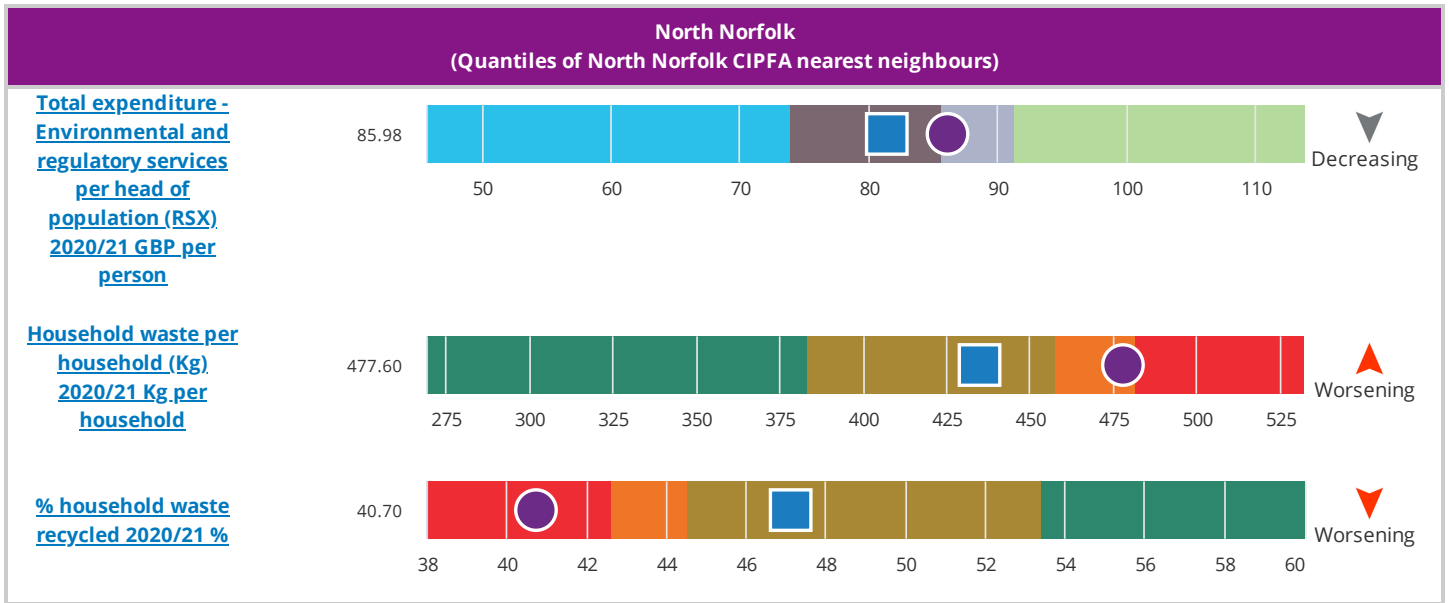 North Norfolk
(Quantiles of North Norfolk CIPFA nearest neighbours)
Total expenditure -
Environmental and
regulatory services
per head of
population (RSX)
2020/21 GBP per
person
85.98
50 60 70 80 90 100 110
Decreasing
Household waste per
household (Kg)
2020/21 Kg per
household
477.60
275 300 325 350 375 400 425 450 475 500 525
Worsening
% household waste
recycled 2020/21 %
40.70
38 40 42 44 46 48 50 52 54 56 58 60
Worsening